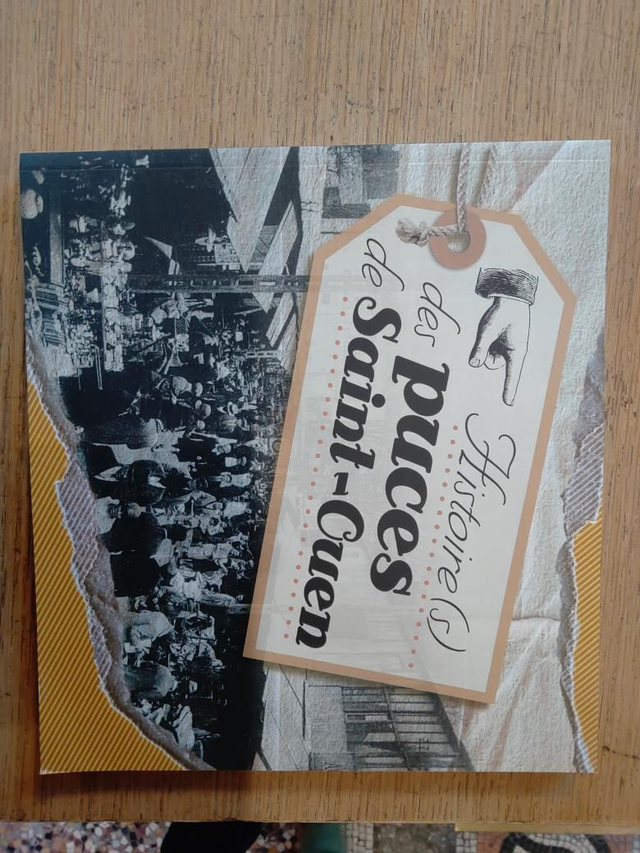 Histoire(s)
des puces
de Saint-Ouen